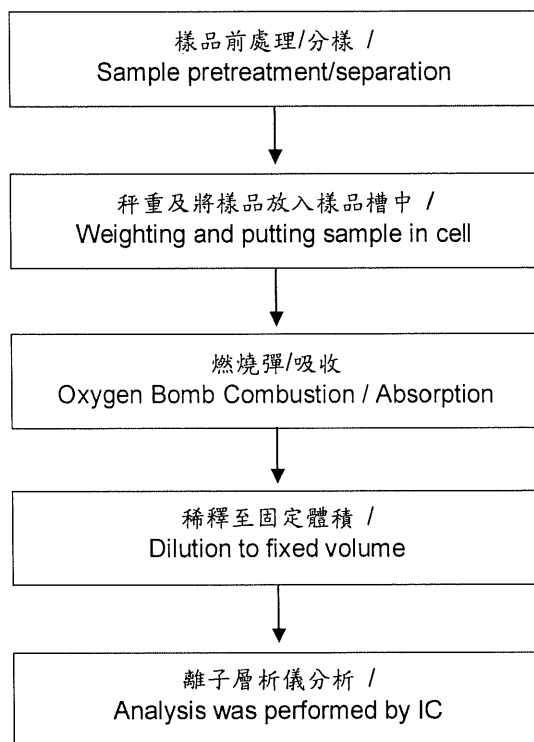 樣品前處理/分樣 /
Sample pretreatment/separation
秤重及將樣品放入樣品槽中 /
Weighting and putting sample in cell
燃燒彈/吸收
Oxygen Bomb Combustion / Absorption
稀釋至固定體積 /
Dilution to fixed volume
離子層析儀分析 /
Analysis was performed by IC